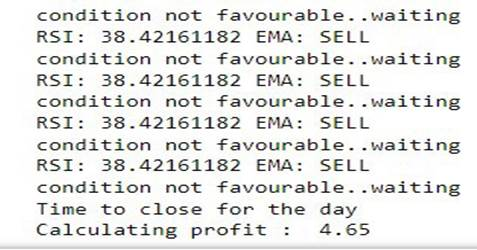 condition not favourable..waiting
RSI: 38.42161182 EMA: SELL
condition not favourable..waiting
RSI: 38.42161182 EMA: SELL
condition not favourable..waiting
RSI: 38.42161182 EMA: SELL
condition not favourable..waiting
RSI: 38.42161182 EMA: SELL
condition not favourable..waiting
Time to close for the day
Calculating profit :  4.65